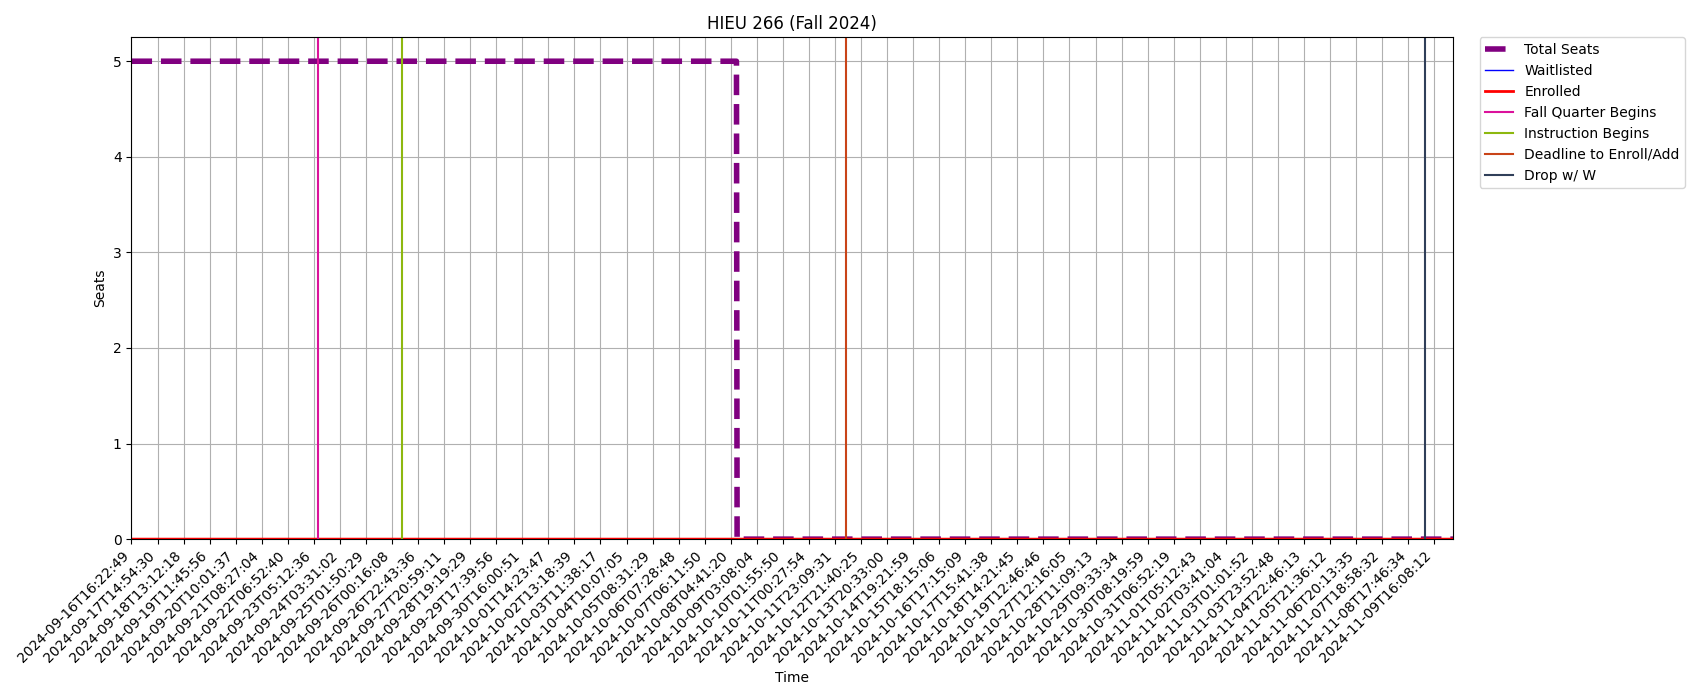 HIEU 266 (Fall 2024)
Total Seats
Waitlisted
Enrolled
Fall Quarter Begins
Instruction Begins
Deadline to Enroll/Add
Drop w/ W
Seats
5
4
3
2
1
0
2024-09-16T16:22:49
2024-09-17T14:54:30
2024-09-18T13:12:18
2024-09-19T11:45:56
2024-09-20T10:01:37
2024-09-21T08:27:04
2024-09-22T06:52:40
2024-09-23T05:12:36
2024-09-24T03:31:02
2024-09-25T01:50:29
2024-09-26T00:16:08
2024-09-26T22:43:36
2024-09-27T20:59:11
2024-09-28T19:19:29
2024-09-29T17:39:56
2024-09-30T16:00:51
2024-10-01T14:23:47
2024-10-02T13:18:39
2024-10-03T11:38:17
2024-10-04T10:07:05
2024-10-05T08:31:29
2024-10-06T07:28:48
2024-10-07T06:11:50
2024-10-08T04:41:20
2024-10-09T03:08:04
2024-10-10T01:55:50
2024-10-11T00:27:54
2024-10-11T23:09:31
2024-10-12T21:40:25
2024-10-13T20:33:00
2024-10-14T19:21:59
2024-10-15T18:15:06
2024-10-16T17:15:09
2024-10-17T15:41:38
2024-10-18T14:21:45
2024-10-19T12:46:46
2024-10-27T12:16:05
2024-10-28T11:09:13
2024-10-29T09:33:34
2024-10-30T08:19:59
2024-10-31T06:52:19
2024-11-01T05:12:43
2024-11-02T03:41:04
2024-11-03T01:01:52
2024-11-03T23:52:48
2024-11-04T22:46:13
2024-11-05T21:36:12
2024-11-06T20:13:35
2024-11-07T18:58:32
2024-11-08T17:46:34
2024-11-09T16:08:12
Time